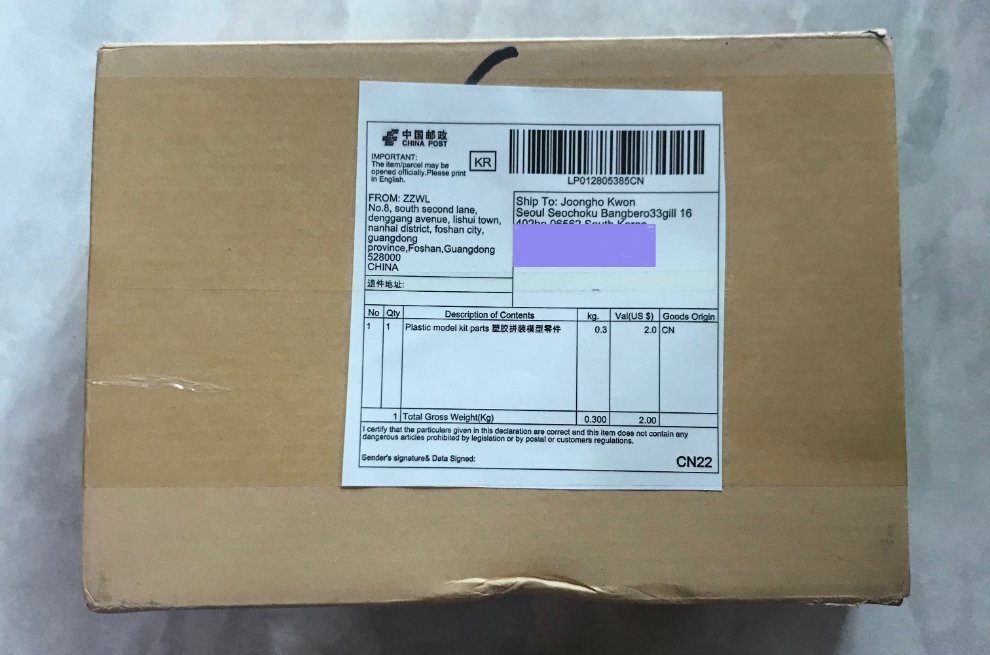 中国邮政
CHINA POST
IMPORTANT:
The item/parcel may be
opened officially.Please print
in English.
KR
LP012805385CN
FROM: ZZWL
No.8, south second lane,
denggang avenue, lishui town,
nanhai district, foshan city,
guangdong
province,Foshan,Guangdong
528000
CHINA
退件地址:
Ship To: Joongho Kwon
Seoul Seochoku Bangbero33gill 16
No Qty Description of Contents kg. Val(US $) Goods Origin
1 1 Plastic model kit parts 塑胶拼装模型零件 0.3 2.0 CN
1 Total Gross Weight(Kg) 0.300 2.00
I certify that the particulars given in this declaration are correct and this item does not contain any
dangerous articles prohibited by legislation or by postal or customers regulations.
Sender's signature& Data Signed:
CN22